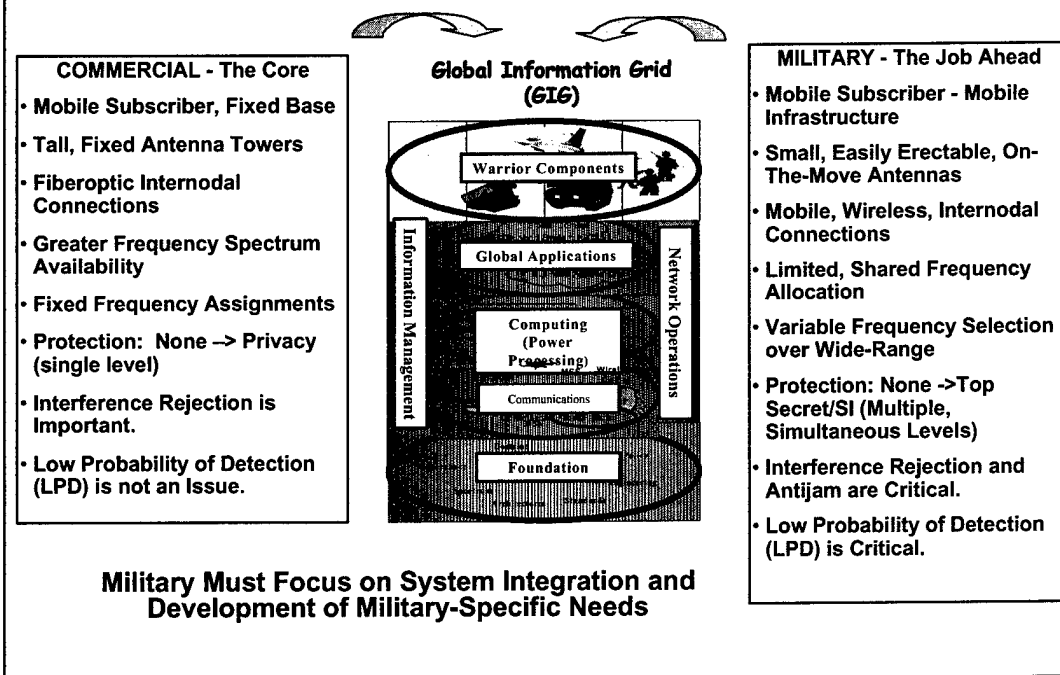 COMMERCIAL - The Core
• Mobile Subscriber, Fixed Base
• Tall, Fixed Antenna Towers
• Fiberoptic Internodal
Connections
• Greater Frequency Spectrum
Availability
• Fixed Frequency Assignments
• Protection: None –> Privacy
(single level)
• Interference Rejection is
Important.
• Low Probability of Detection
(LPD) is not an Issue.
Global Information Grid
(GIG)
Warrior Components
Information Management
Global Applications
Computing
(Power
Processing)
Communications
Foundation
Network Operations
MILITARY - The Job Ahead
• Mobile Subscriber - Mobile
Infrastructure
• Small, Easily Erectable, On-
The-Move Antennas
• Mobile, Wireless, Internodal
Connections
• Limited, Shared Frequency
Allocation
• Variable Frequency Selection
over Wide-Range
• Protection: None ->Top
Secret/SI (Multiple,
Simultaneous Levels)
• Interference Rejection and
Antijam are Critical.
• Low Probability of Detection
(LPD) is Critical.
Military Must Focus on System Integration and
Development of Military-Specific Needs